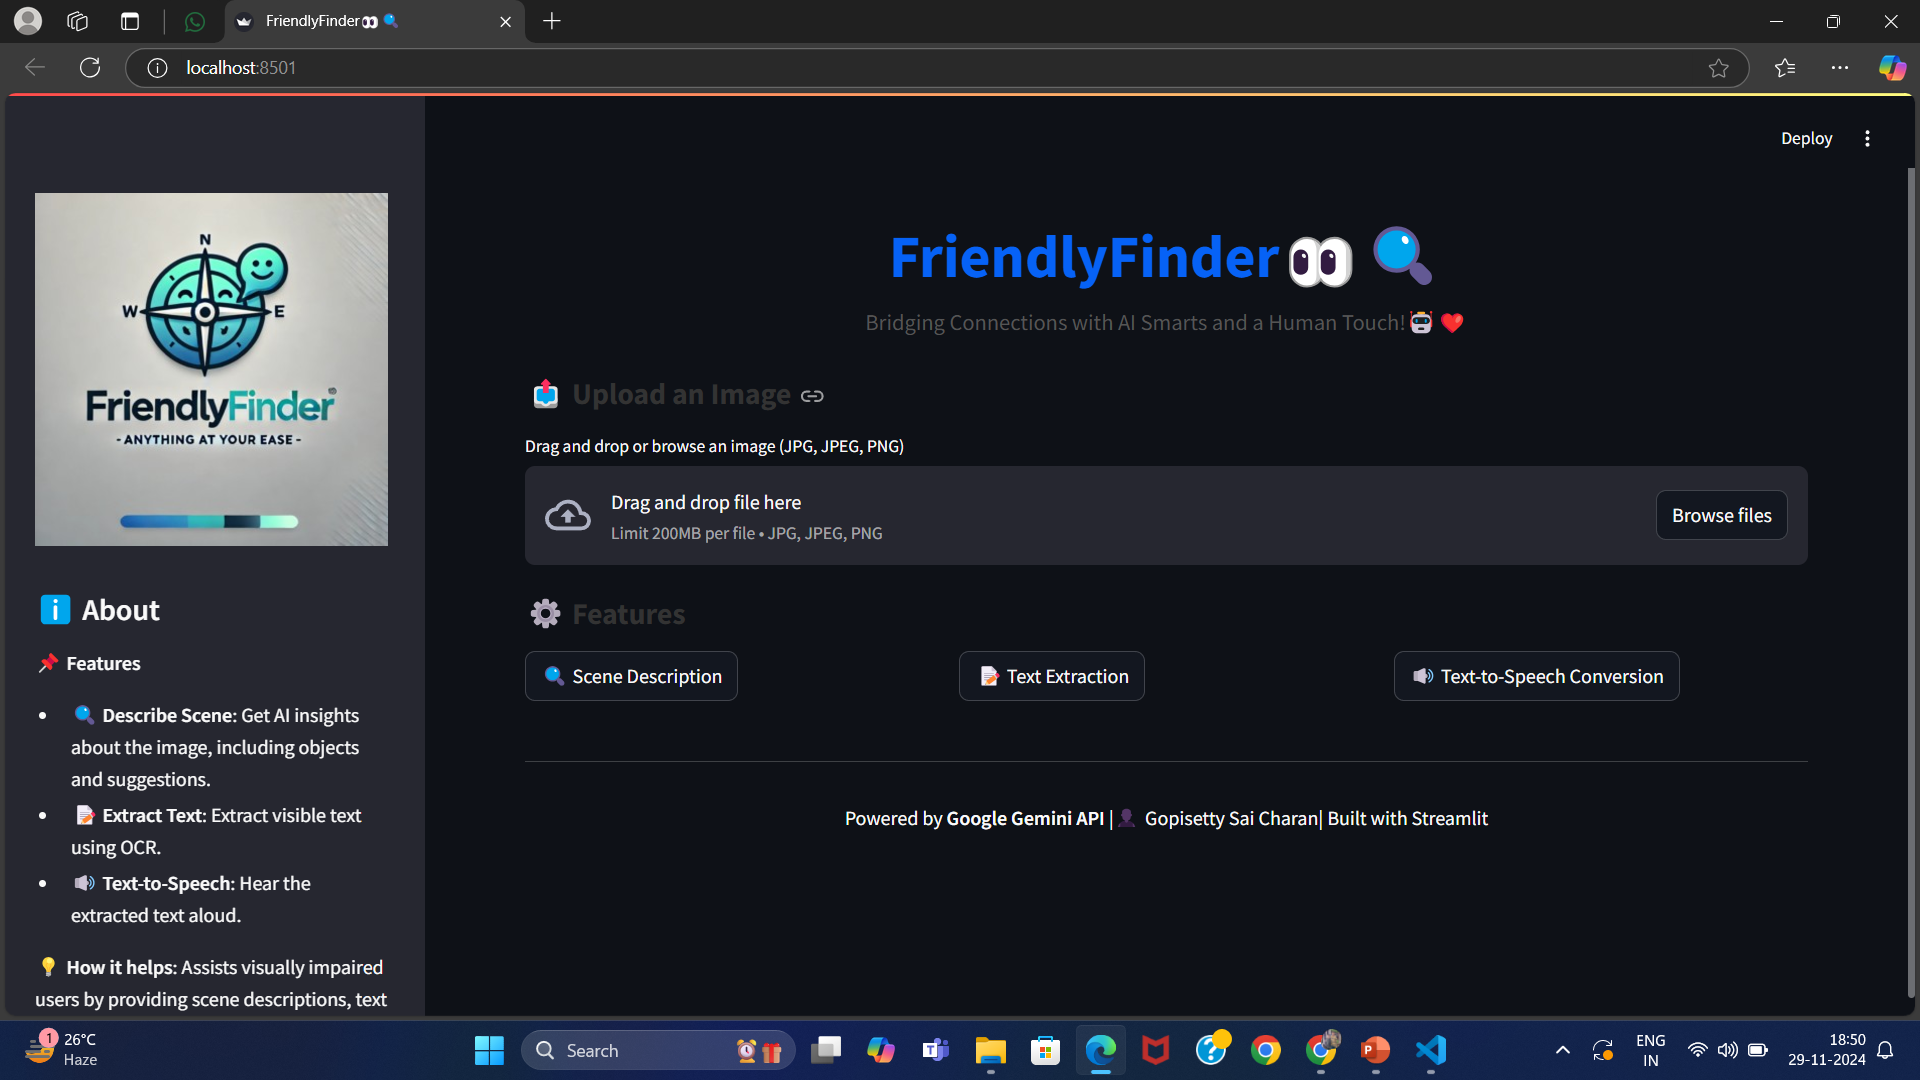 FriendlyFinder👀🔍
localhost:8501
Deploy
N
W
E
FriendlyFinder
- ANYTHING AT YOUR EASE -
ℹ️ About
📌 Features
• 🔍 Describe Scene: Get AI insights
about the image, including objects
and suggestions.
• 📝 Extract Text: Extract visible text
using OCR.
• 🔊 Text-to-Speech: Hear the
extracted text aloud.
💡 How it helps: Assists visually impaired
users by providing scene descriptions, text
FriendlyFinder👀 🔍
Bridging Connections with AI Smarts and a Human Touch!🤖 ❤️
📤 Upload an Image
Drag and drop or browse an image (JPG, JPEG, PNG)
Drag and drop file here
Limit 200MB per file • JPG, JPEG, PNG
Browse files
⚙️ Features
🔍 Scene Description
📝 Text Extraction
🔊 Text-to-Speech Conversion
Powered by Google Gemini API |👤 Gopisetty Sai Charan| Built with Streamlit
1
26°C
Haze
Search
ENG
IN
18:50
29-11-2024